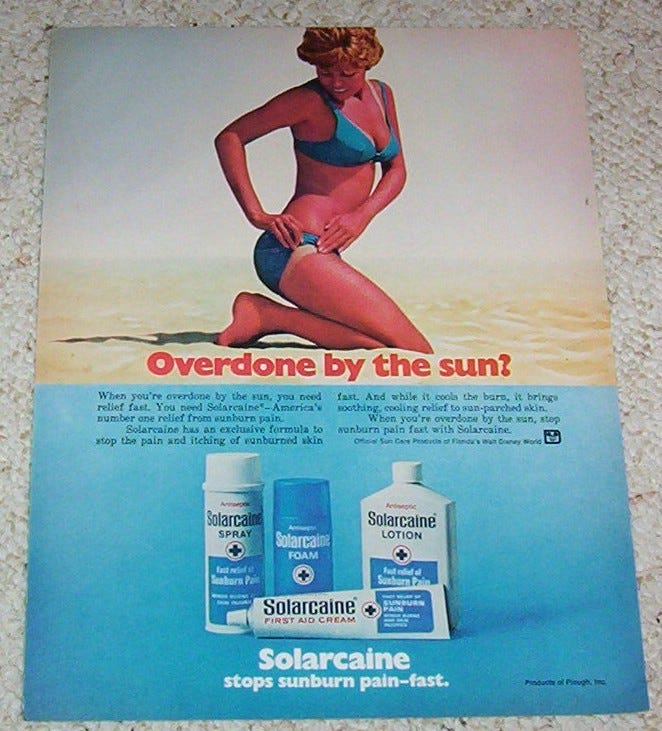 Overdone by the sun?
When you're overdone by the sun, you need
relief fast. You need Solarcaine®–America's
number one relief from sunburn pain.
Solarcaine has an exclusive formula to
stop the pain and itching of sunburned skin
fast. And while it cools the burn, it brings
soothing, cooling relief to sun-parched skin.
When you're overdone by the sun, stop
sunburn pain fast with Solarcaine.
Official Sun Care Products of Florida's Walt Disney World
Antiseptic
Solarcaine
SPRAY
Fast relief of
Sunburn Pain
Antiseptic
Solarcaine
FOAM
Antiseptic
Solarcaine
LOTION
Fast relief of
Sunburn Pain
Solarcaine
FIRST AID CREAM
FAST RELIEF OF
SUNBURN
PAIN
Solarcaine
stops sunburn pain–fast.
Products of Plough, Inc.